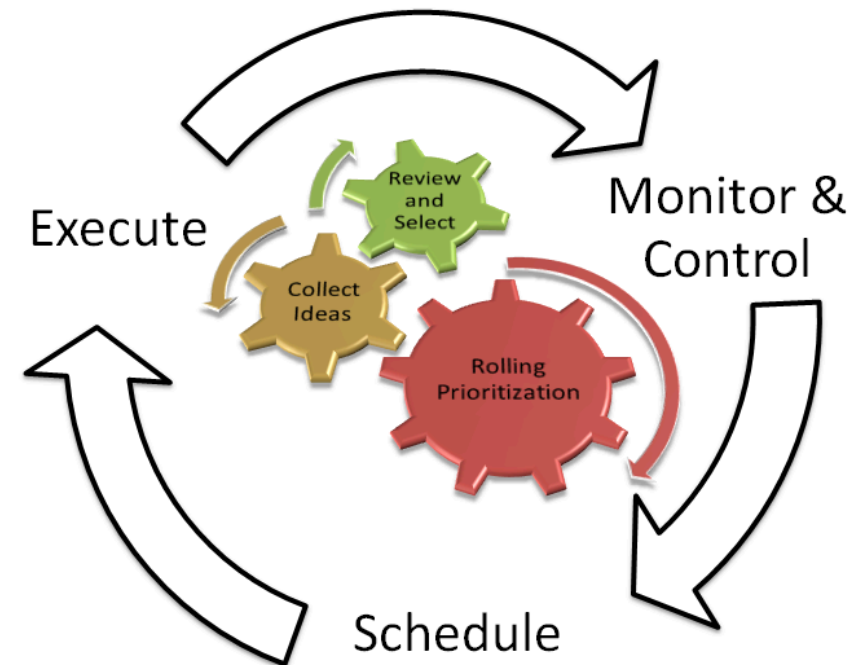 Review
and
Select
Execute
Monitor &
Control
Collect
Ideas
Rolling
Prioritization
Schedule